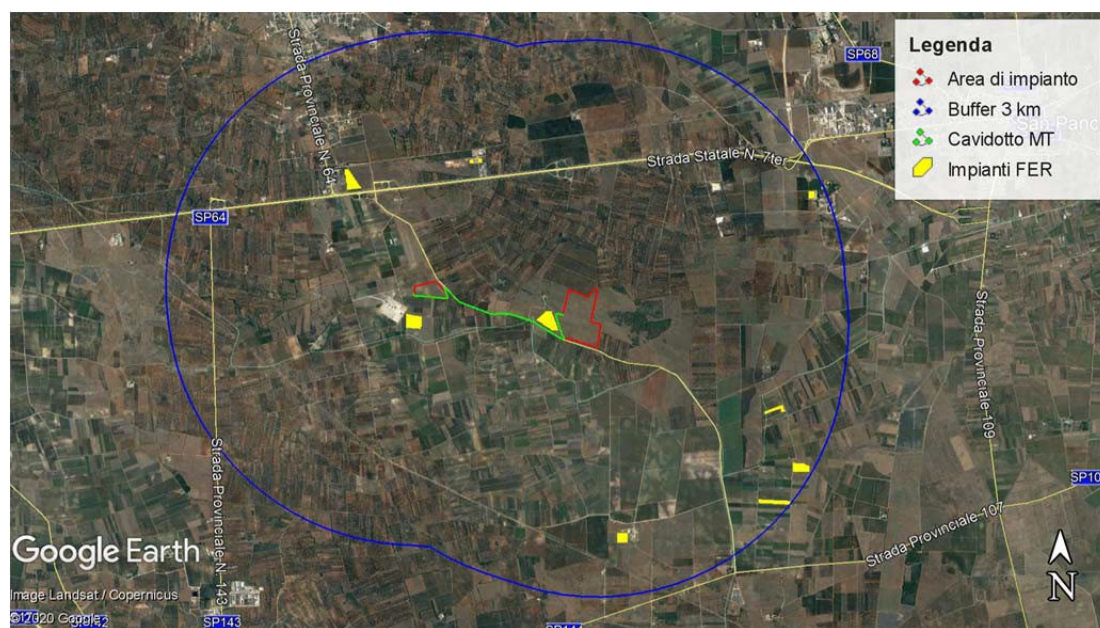 Legenda
Area di impianto
Buffer 3 km
Cavidotto MT
Impianti FER
SP68
Strada Provinciale N. 64
Strada Statale N. 7ter
SP64
Strada Provinciale 109
Strada Provinciale N. 143
Strada Provinciale 107
SP10
Google Earth
N
Image Landsat / Copernicus
2020 Google
SP143